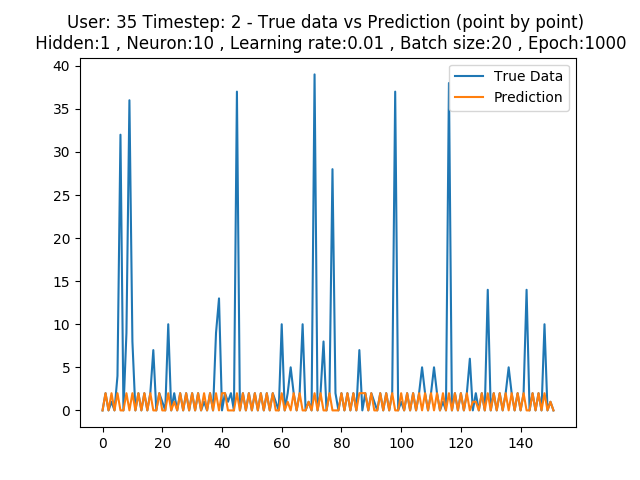 User: 35 Timestep: 2 - True data vs Prediction (point by point)
Hidden:1 , Neuron:10 , Learning rate:0.01 , Batch size:20 , Epoch:1000
True Data
Prediction
40
35
30
25
20
15
10
5
0
0 20 40 60 80 100 120 140